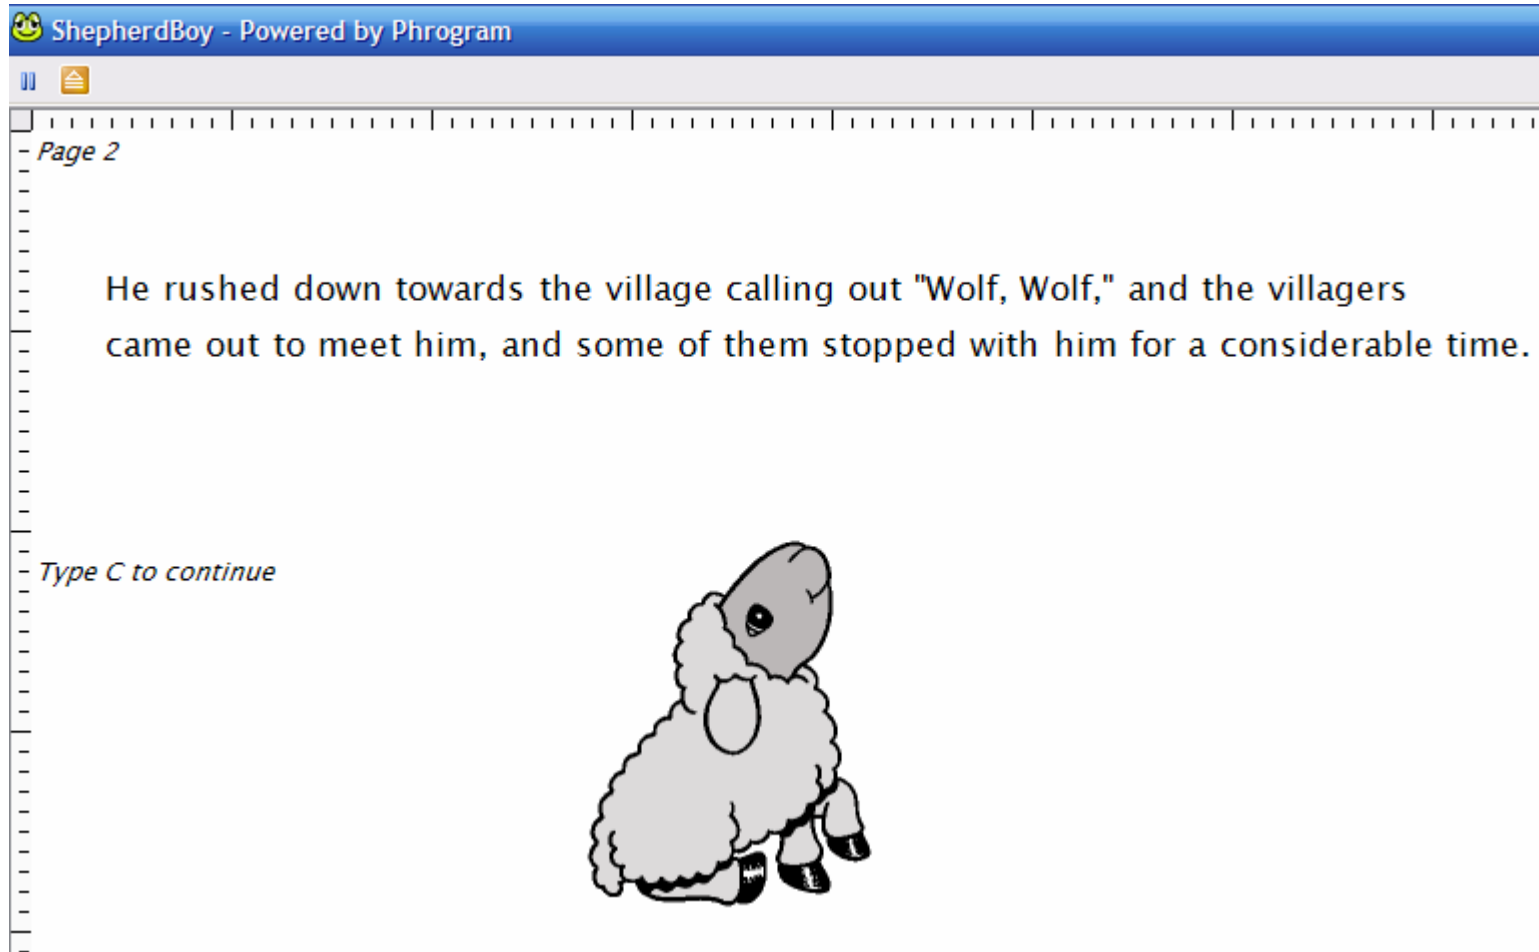 ShepherdBoy - Powered by Phrogram
Page 2
He rushed down towards the village calling out "Wolf, Wolf," and the villagers
came out to meet him, and some of them stopped with him for a considerable time.
Type C to continue